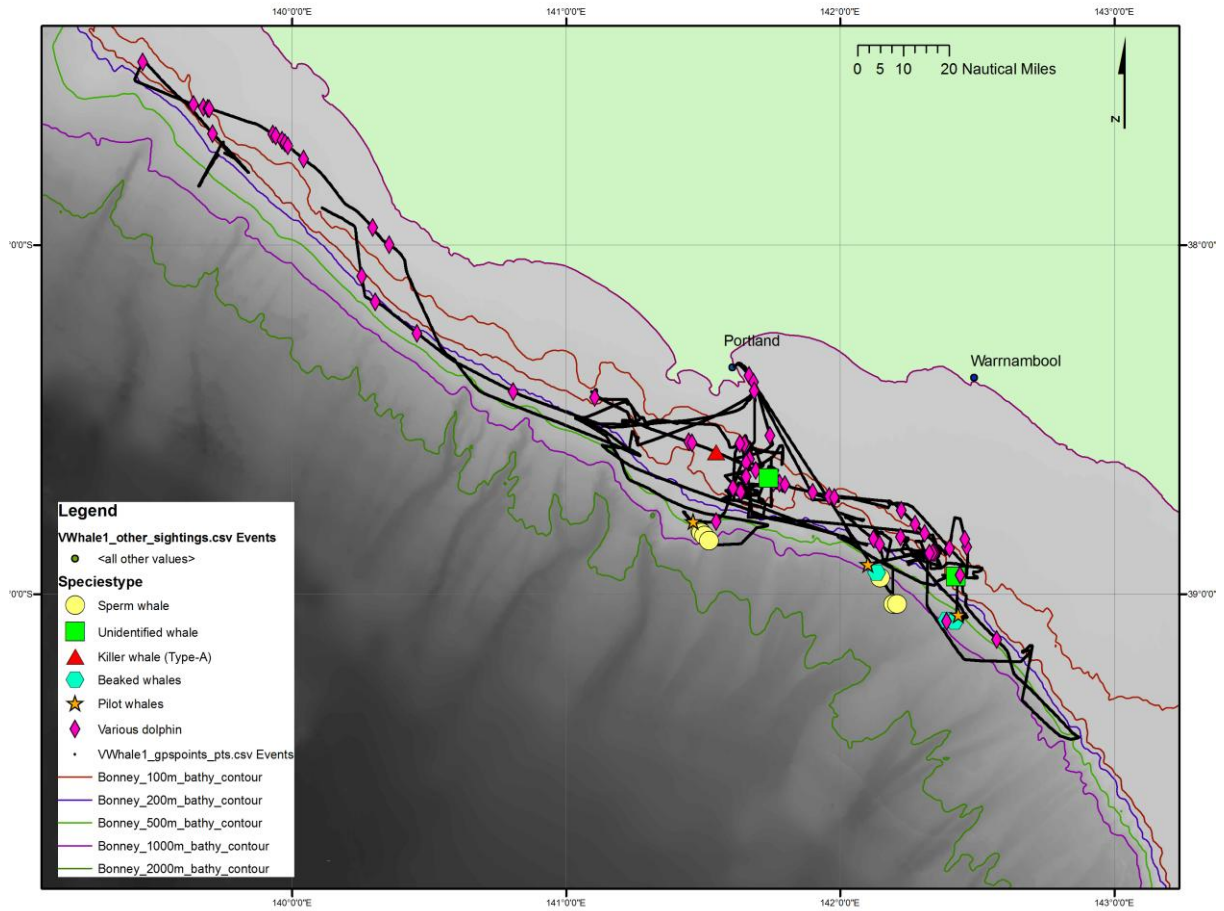 140°0'0"E 141°0'0"E 142°0'0"E 143°0'0"E
0 5 10 20 Nautical Miles
z
°0'0"S 38°0'0"
Portland
Warrnambool
°0'0"S 39°0'0"
Legend
VWhale1_other_sightings.csv Events
<all other values>
Speciestype
Sperm whale
Unidentified whale
Killer whale (Type-A)
Beaked whales
Pilot whales
Various dolphin
VWhale1_gpspoints_pts.csv Events
Bonney_100m_bathy_contour
Bonney_200m_bathy_contour
Bonney_500m_bathy_contour
Bonney_1000m_bathy_contour
Bonney_2000m_bathy_contour
140°0'0"E 141°0'0"E 142°0'0"E 143°0'0"E